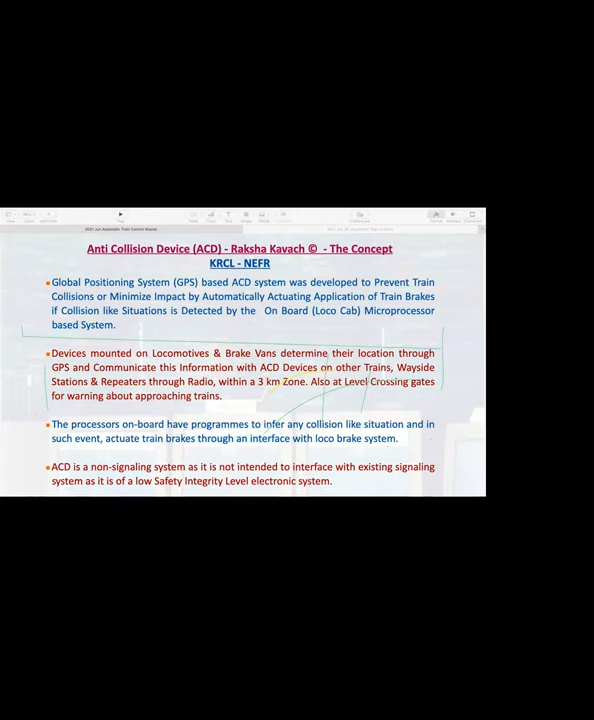 2021 Jun Automatic Train Control Master
Anti Collision Device (ACD) - Raksha Kavach © - The Concept
KRCL - NEFR
Global Positioning System (GPS) based ACD system was developed to Prevent Train
Collisions or Minimize Impact by Automatically Actuating Application of Train Brakes
if Collision like Situations is Detected by the On Board (Loco Cab) Microprocessor
based System.
Devices mounted on Locomotives & Brake Vans determine their location through
GPS and Communicate this Information with ACD Devices on other Trains, Wayside
Stations & Repeaters through Radio, within a 3 km Zone. Also at Level Crossing gates
for warning about approaching trains.
The processors on-board have programmes to infer any collision like situation and in
such event, actuate train brakes through an interface with loco brake system.
ACD is a non-signaling system as it is not intended to interface with existing signaling
system as it is of a low Safety Integrity Level electronic system.